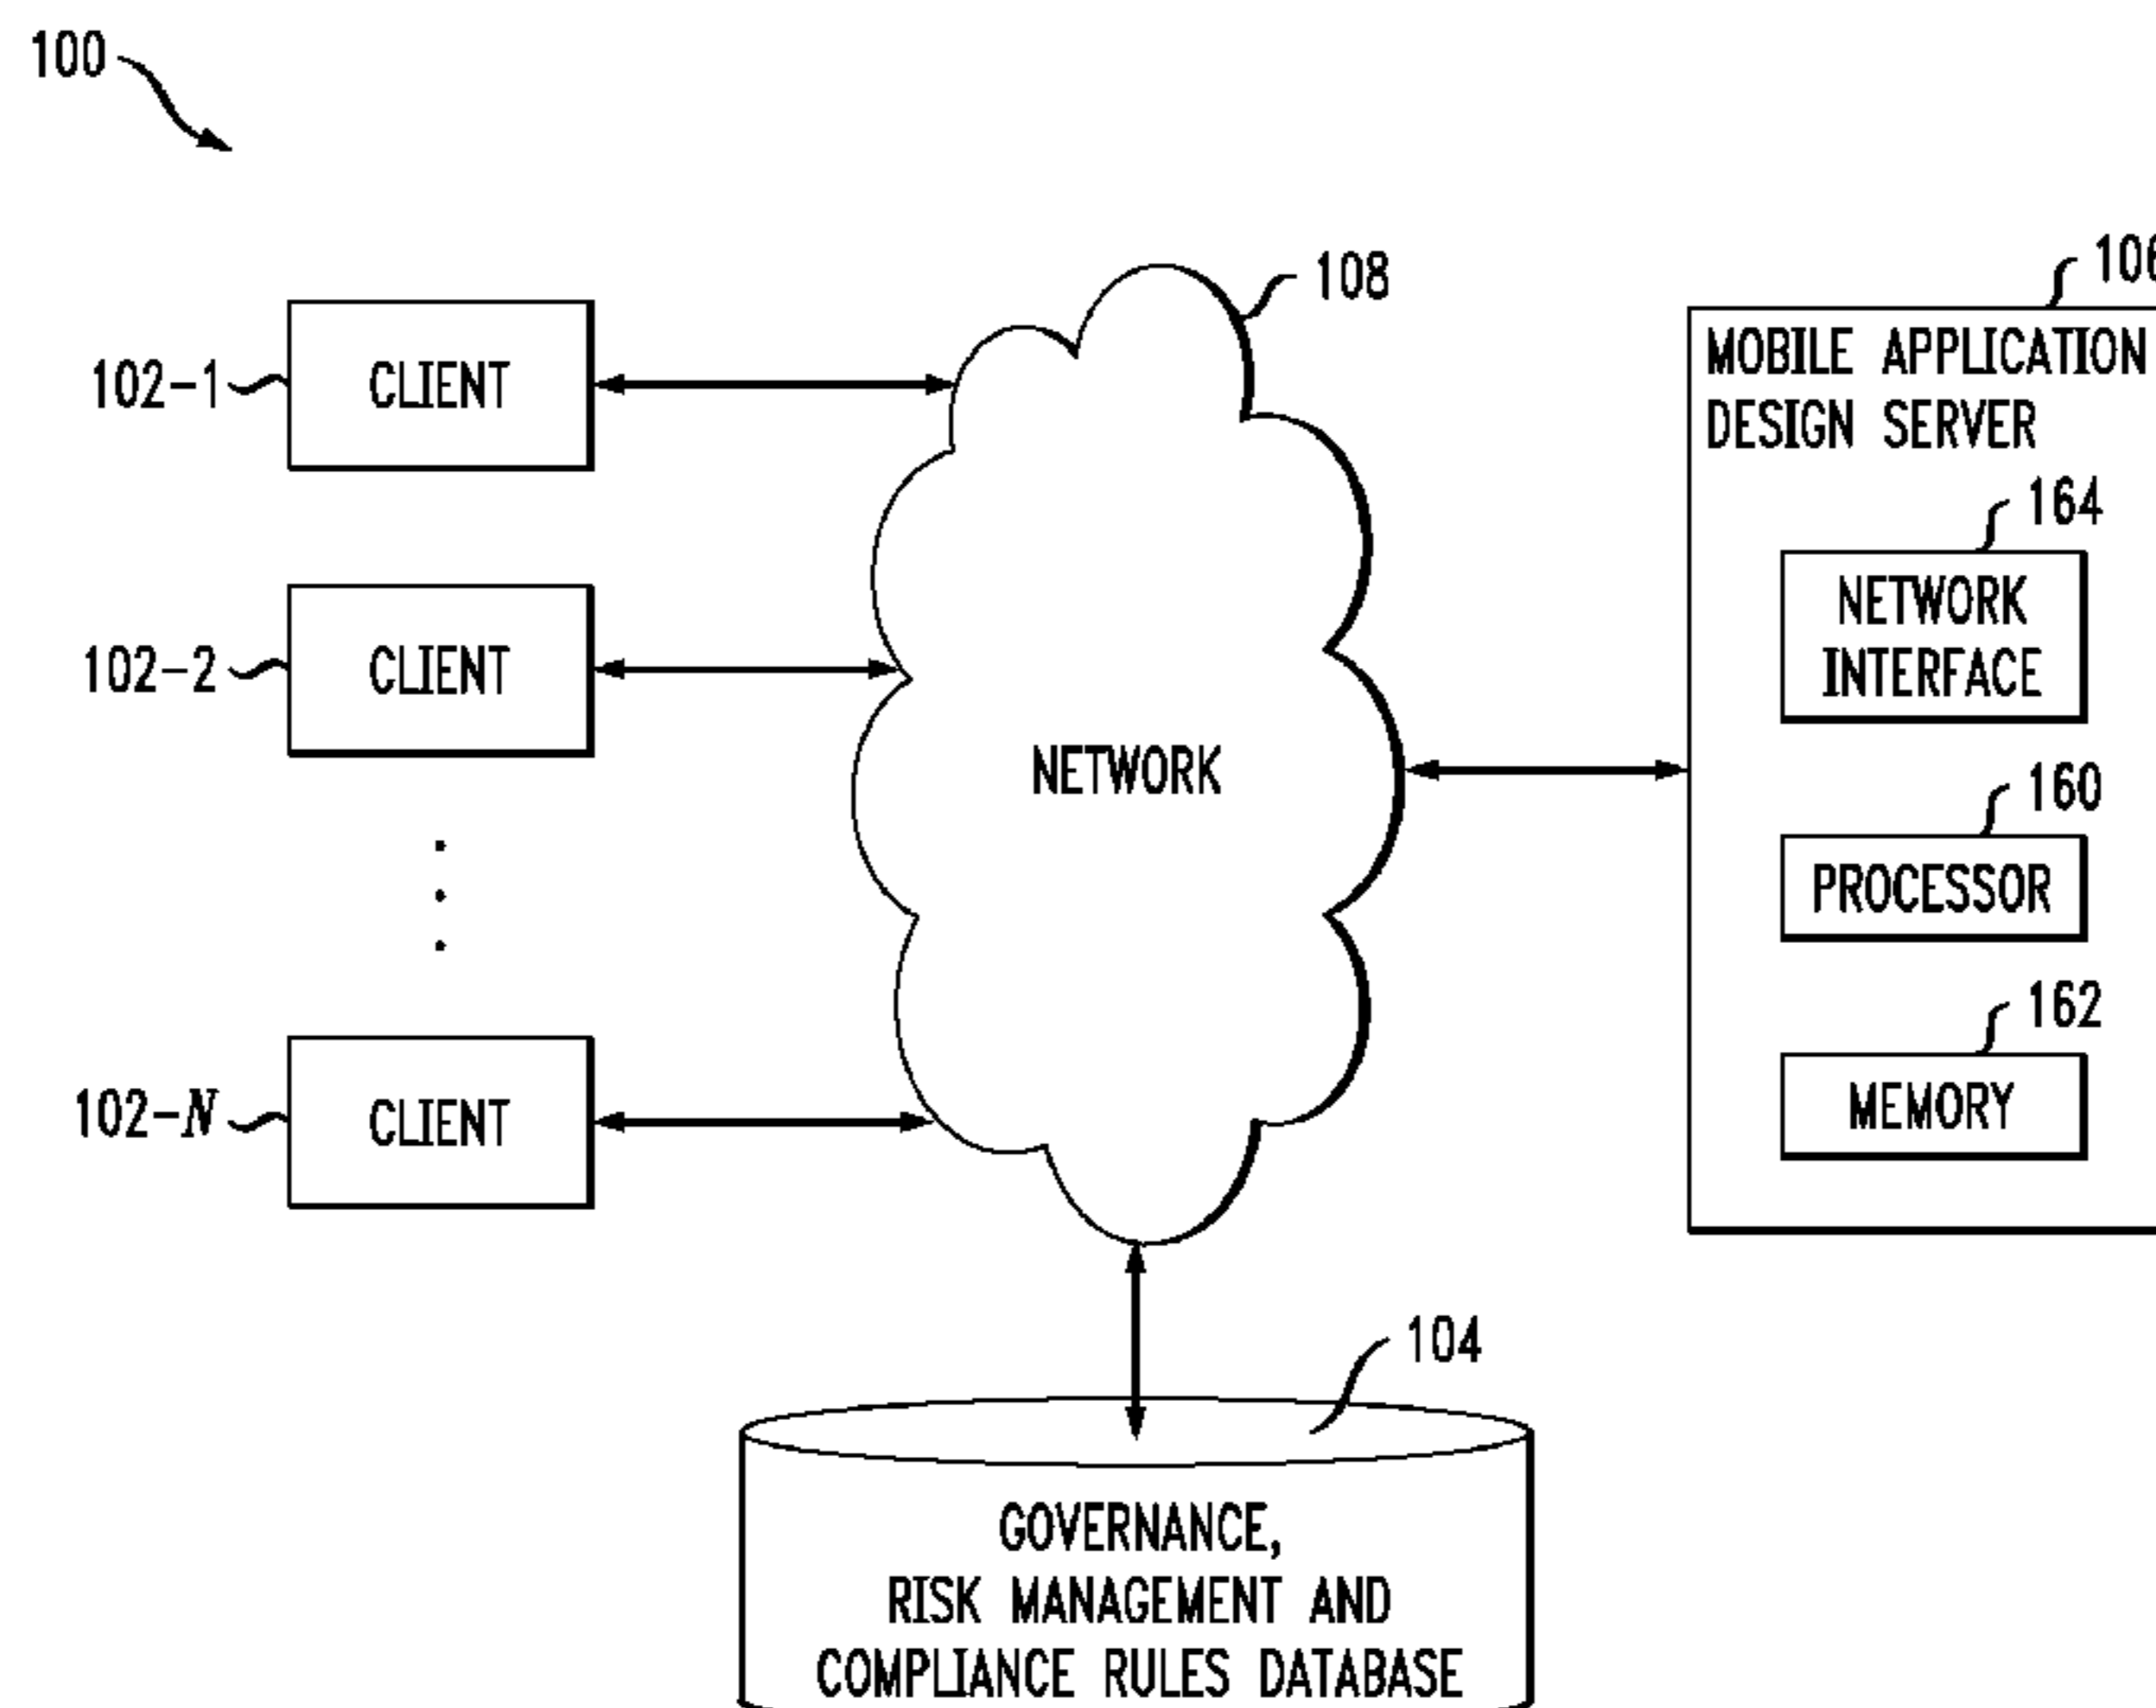 100
108
106
MOBILE APPLICATION
DESIGN SERVER
102-1
CLIENT
164
NETWORK
INTERFACE
102-2
CLIENT
NETWORK
160
PROCESSOR
162
MEMORY
102-N
CLIENT
104
GOVERNANCE,
RISK MANAGEMENT AND
COMPLIANCE RULES DATABASE